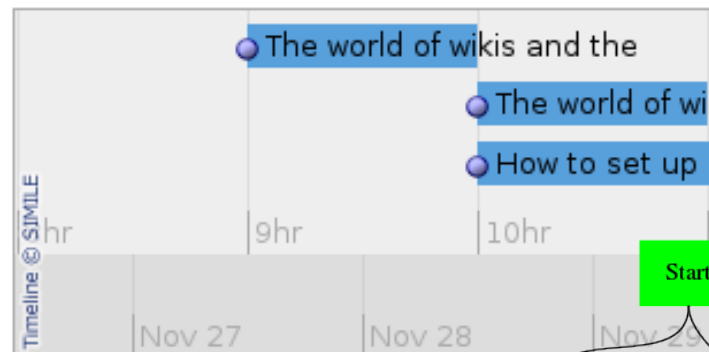 The world of wikis and the
The world of wi
How to set up
hr
9hr
10hr
Start
Nov 27
Nov 28
Nov 29
Timeline © SIMILE